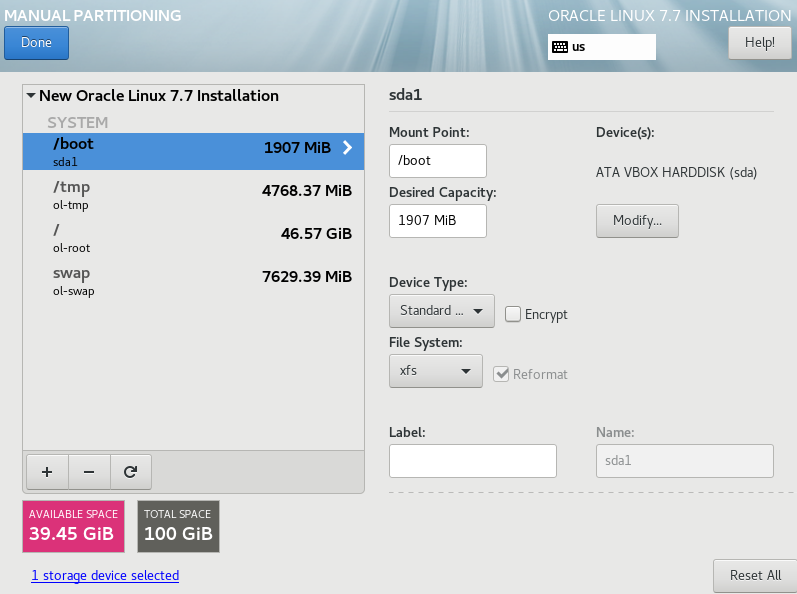 MANUAL PARTITIONING
ORACLE LINUX 7.7 INSTALLATION
Done
us
Help!
New Oracle Linux 7.7 Installation
SYSTEM
/boot
1907 MiB
sda1
/tmp
4768.37 MiB
ol-tmp
/
46.57 GiB
ol-root
swap
7629.39 MiB
ol-swap
+ −
AVAILABLE SPACE
39.45 GiB
TOTAL SPACE
100 GiB
1 storage device selected
sda1
Mount Point:
/boot
Desired Capacity:
1907 MiB
Device(s):
ATA VBOX HARDDISK (sda)
Modify...
Device Type:
Standard ...
Encrypt
File System:
xfs
Reformat
Label:
Name:
sda1
Reset All